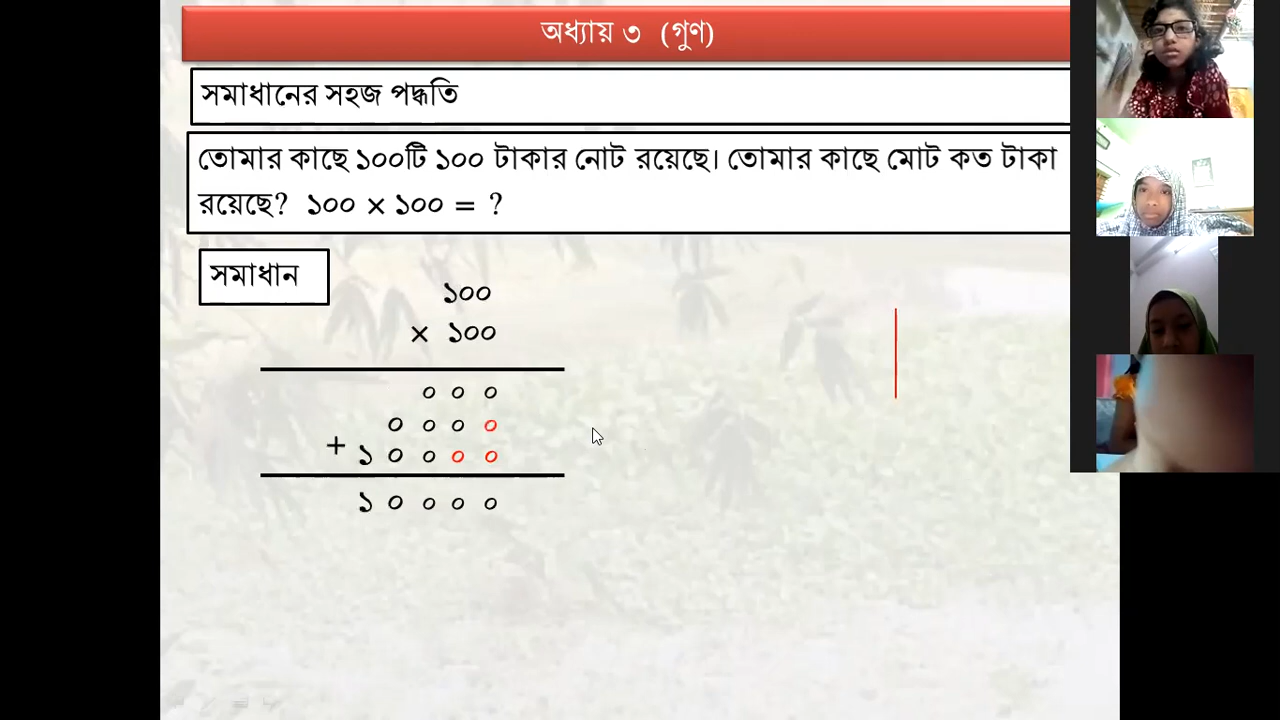 অধ্যায় ৩ (গুণ)
সমাধানের সহজ পদ্ধতি
তোমার কাছে ১০০টি ১০০ টাকার নোট রয়েছে। তোমার কাছে মোট কত টাকা
রয়েছে? ১০০ × ১০০ = ?
সমাধান
১০০
× ১০০
০ ০ ০
০ ০ ০ ০
+ ১ ০ ০ ০ ০
১ ০ ০ ০ ০